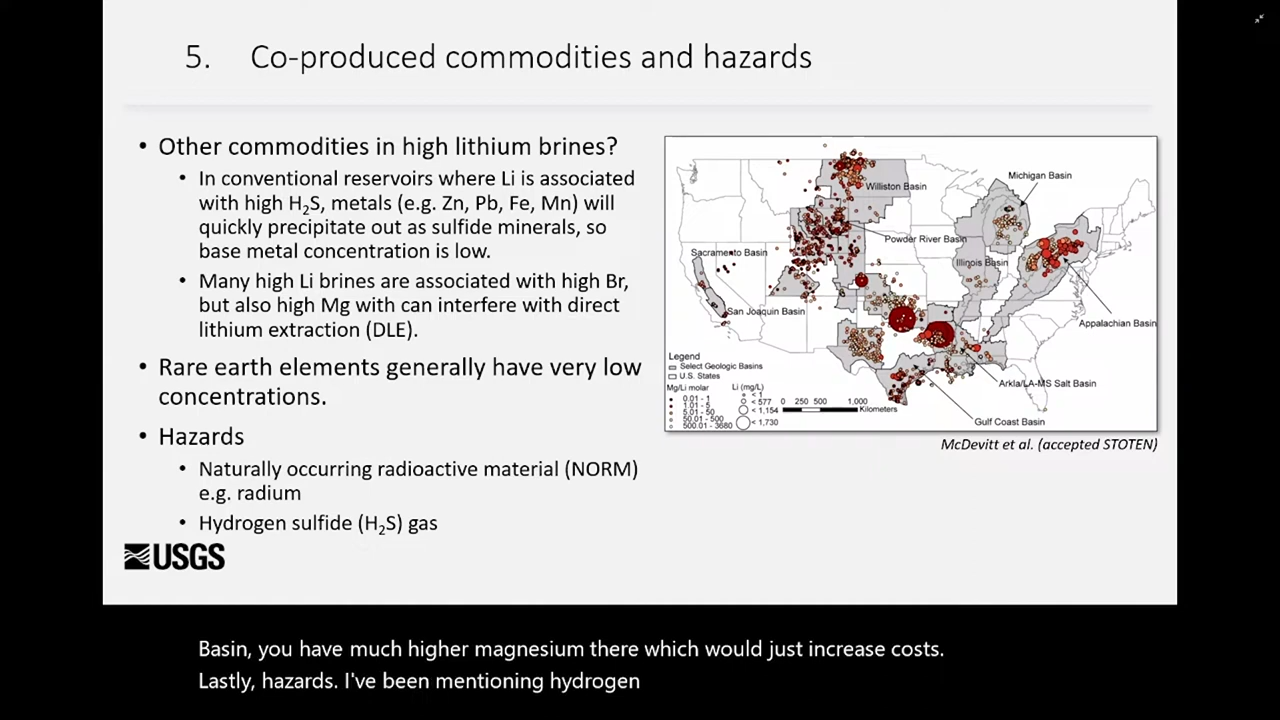 5. Co-produced commodities and hazards
• Other commodities in high lithium brines?
• In conventional reservoirs where Li is associated
with high H₂S, metals (e.g. Zn, Pb, Fe, Mn) will
quickly precipitate out as sulfide minerals, so
base metal concentration is low.
• Many high Li brines are associated with high Br,
but also high Mg with can interfere with direct
lithium extraction (DLE).
• Rare earth elements generally have very low
concentrations.
• Hazards
• Naturally occurring radioactive material (NORM)
e.g. radium
• Hydrogen sulfide (H₂S) gas
USGS
Michigan Basin
Williston Basin
Powder River Basin
Sacramento Basin
Illinois Basin
San Joaquin Basin
Appalachian Basin
Arkla/LA-MS Salt Basin
Gulf Coast Basin
Legend
Select Geologic Basins
U.S. States
Mg/Li molar
0.01 - 1
1.01 - 5
5.01 - 50
50.01 - 500
500.01 - 3680
Li (mg/L)
< 1
< 577
< 1,154
< 1,730
0 250 500 1,000
Kilometers
McDevitt et al. (accepted STOTEN)
Basin, you have much higher magnesium there which would just increase costs.
Lastly, hazards. I've been mentioning hydrogen